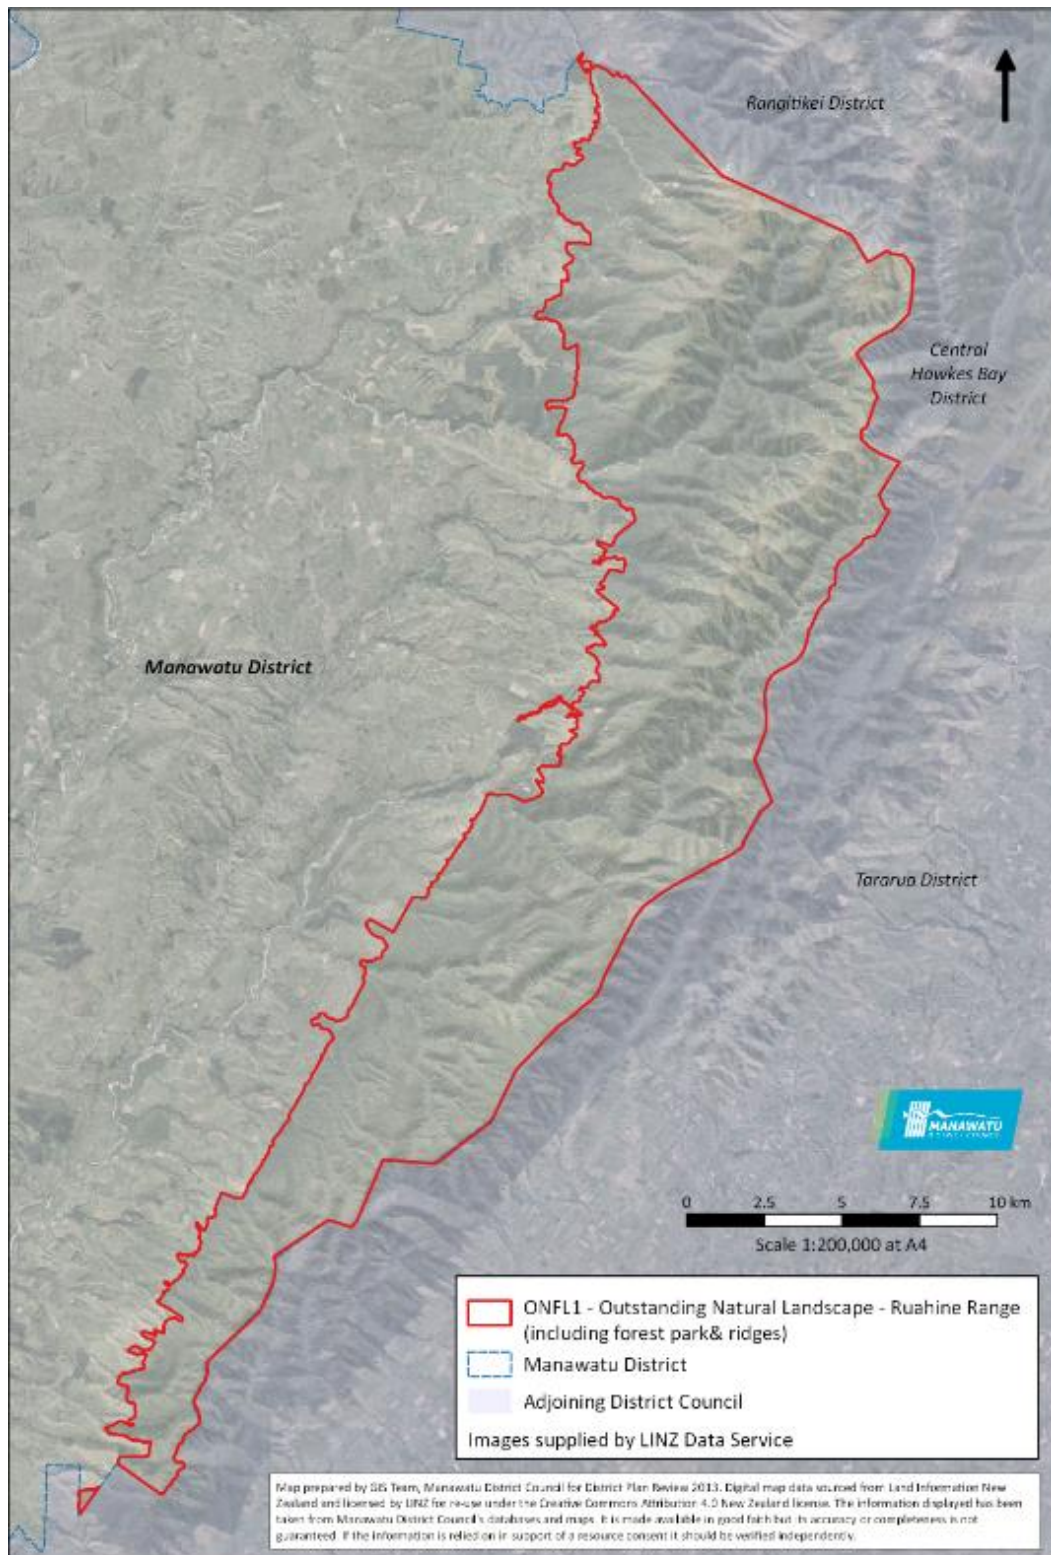 Rangitikei District
Central
Hawkes Bay
District
Manawatu District
Tararua District
MANAWATU
DISTRICT COUNCIL
0 2.5 5 7.5 10 km
Scale 1:200,000 at A4
ONFL1 - Outstanding Natural Landscape - Ruahine Range
(including forest park& ridges)
Manawatu District
Adjoining District Council
Images supplied by LINZ Data Service
Map prepared by GIS Team, Manawatu District Council for District Plan Review 2013. Digital map data sourced from Land Information New
Zealand and licensed by LINZ for re-use under the Creative Commons Attribution 4.0 New Zealand license. The information displayed has been
taken from Manawatu District Council's databases and maps. It is made available in good faith but its accuracy or completeness is not
guaranteed. If the information is relied on in support of a resource consent it should be verified independently.